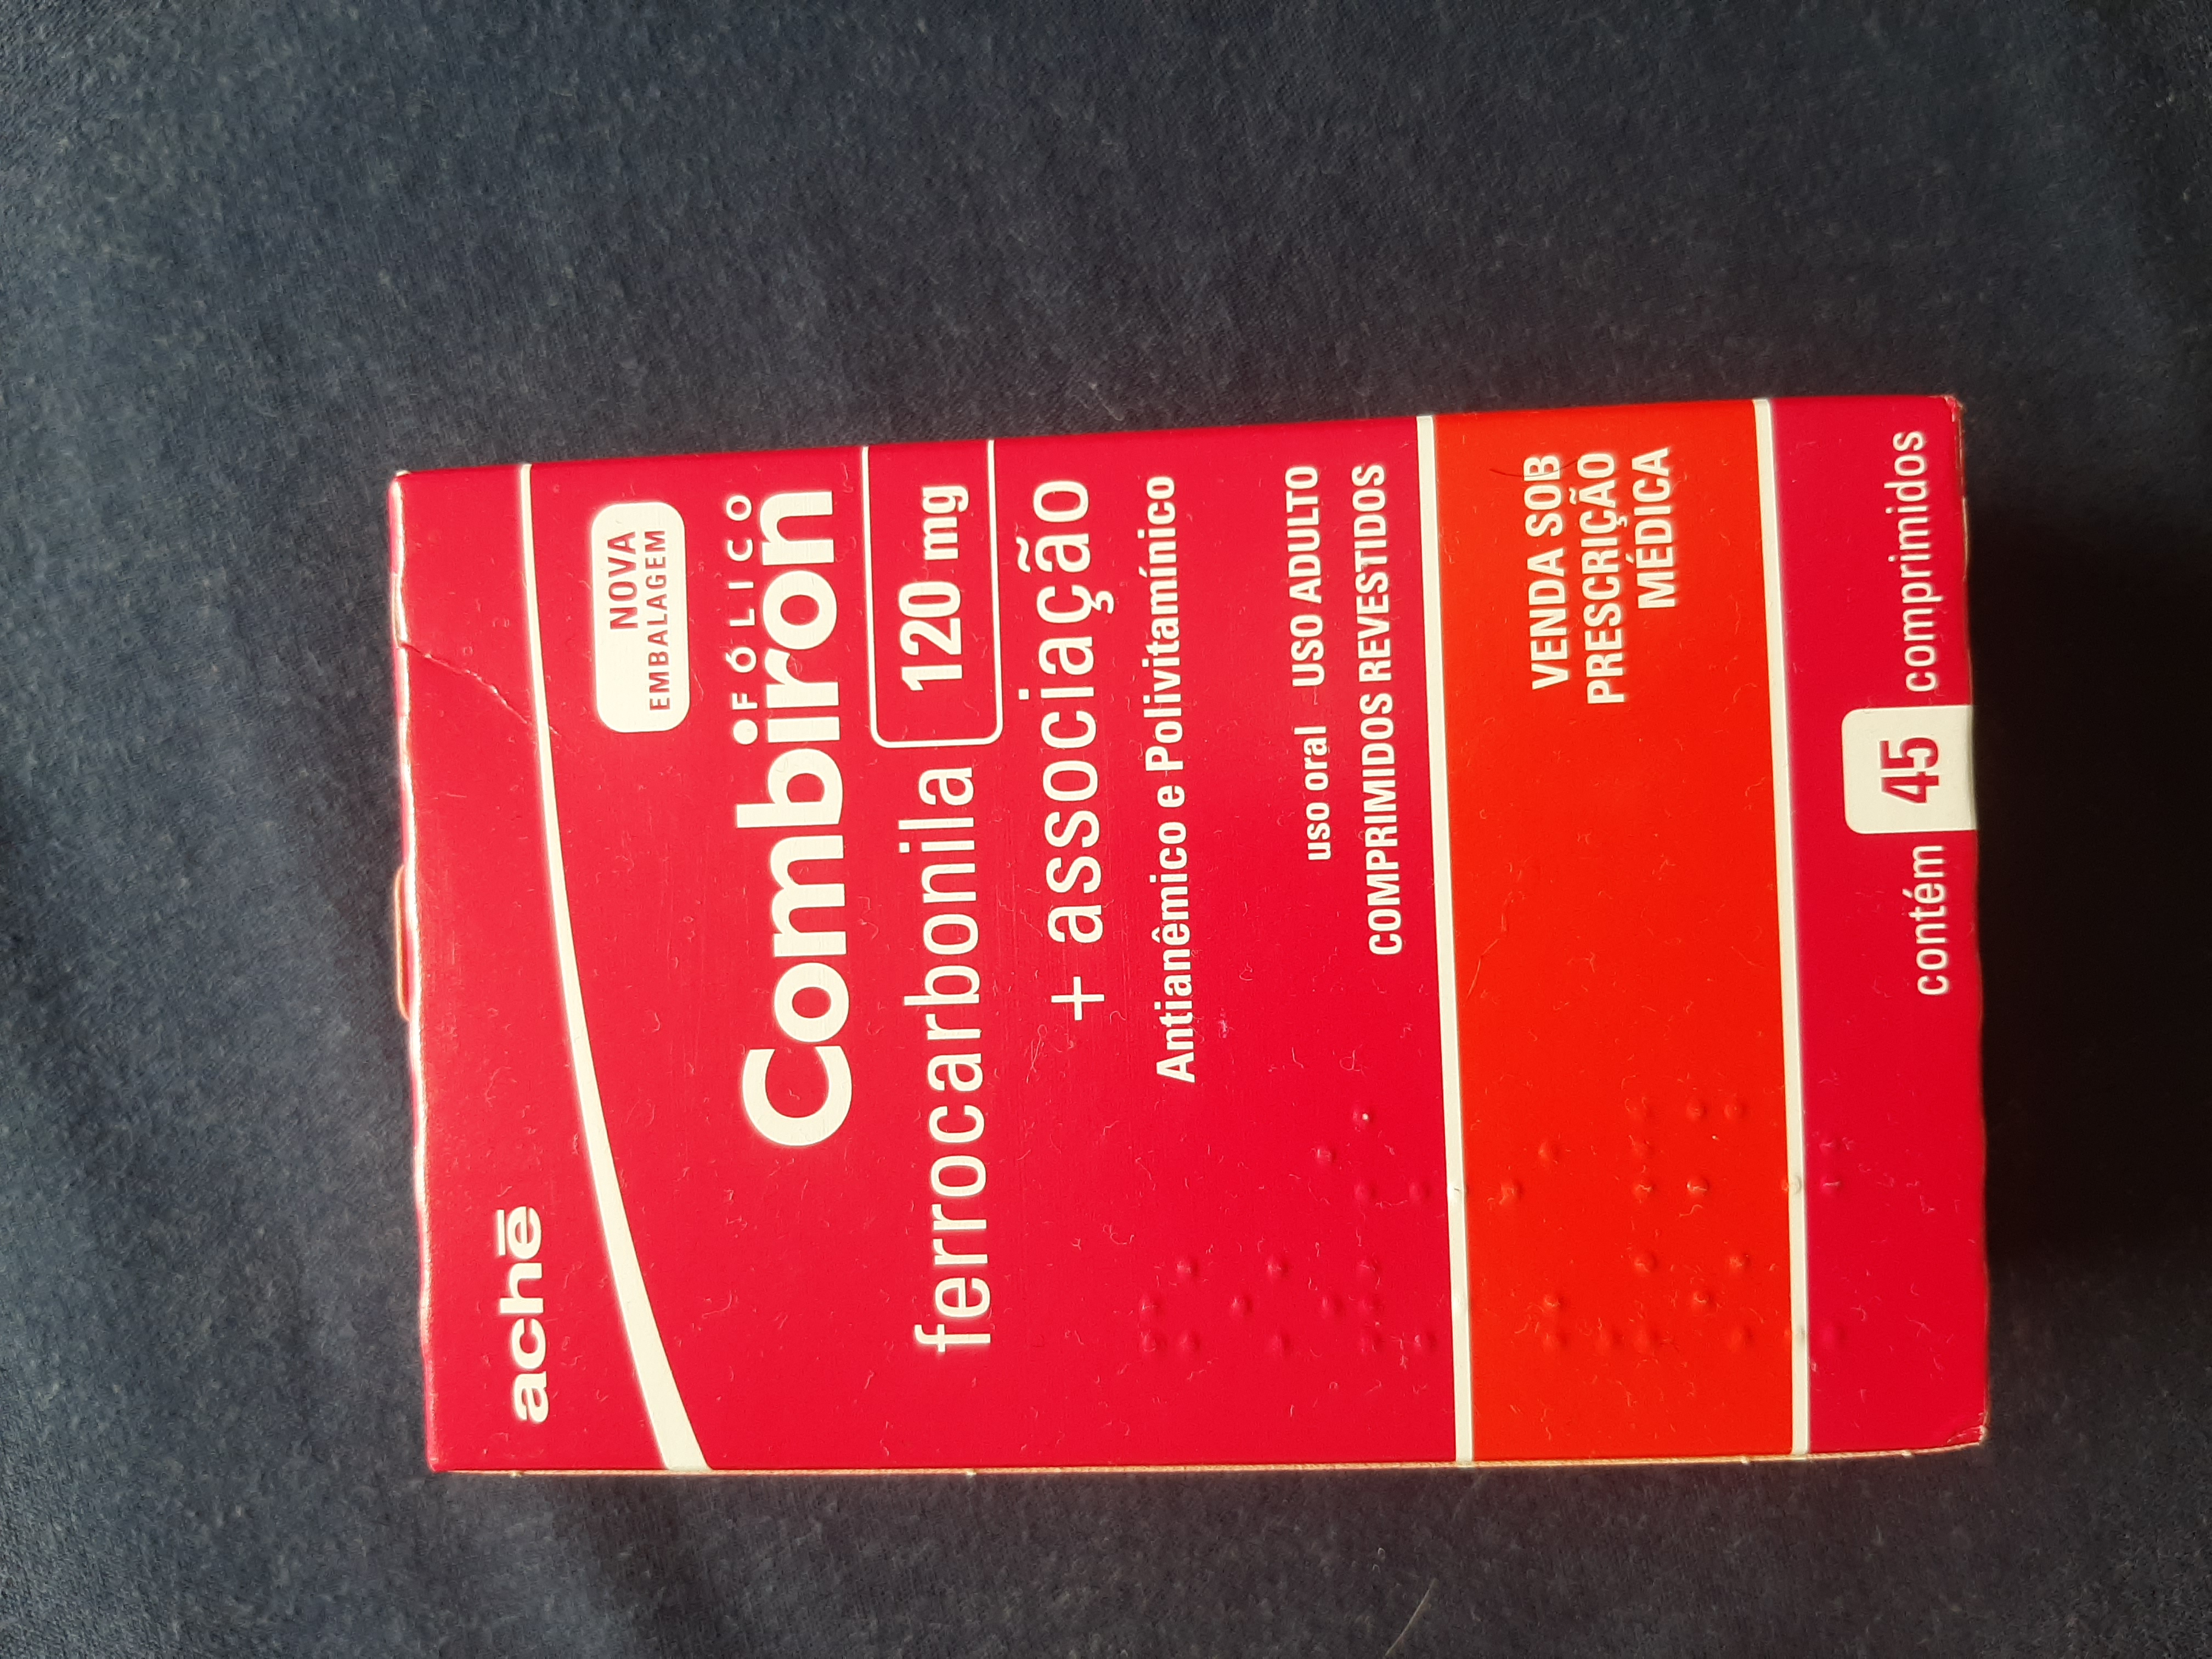 achē
NOVA
EMBALAGEM
FÓLICO
Combiron
ferrocarbonila 120 mg
+ associação
Antianêmico e Polivitamínico
uso oral USO ADULTO
COMPRIMIDOS REVESTIDOS
VENDA SOB
PRESCRIÇÃO
MÉDICA
contém 45 comprimidos